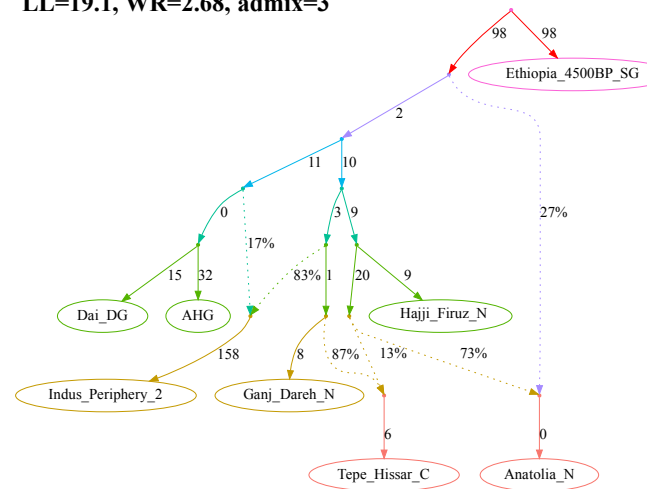 LL=19.1, WR=2.68, admix=3
98
98
Ethiopia_4500BP_SG
2
11
10
0
3
9
27%
17%
15
32
83%
1
20
9
Dai_DG
AHG
Hajji_Firuz_N
158
8
87%
13%
73%
Indus_Periphery_2
Ganj_Dareh_N
6
0
Tepe_Hissar_C
Anatolia_N